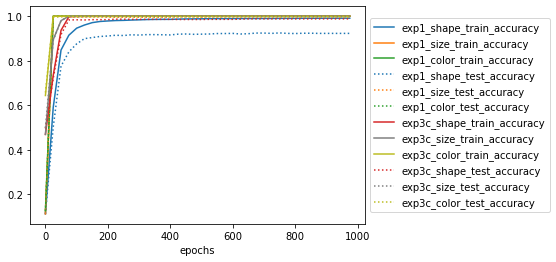 1.0
0.8
0.6
0.4
0.2
0
200
400
600
800
1000
epochs
exp1_shape_train_accuracy
exp1_size_train_accuracy
exp1_color_train_accuracy
exp1_shape_test_accuracy
exp1_size_test_accuracy
exp1_color_test_accuracy
exp3c_shape_train_accuracy
exp3c_size_train_accuracy
exp3c_color_train_accuracy
exp3c_shape_test_accuracy
exp3c_size_test_accuracy
exp3c_color_test_accuracy